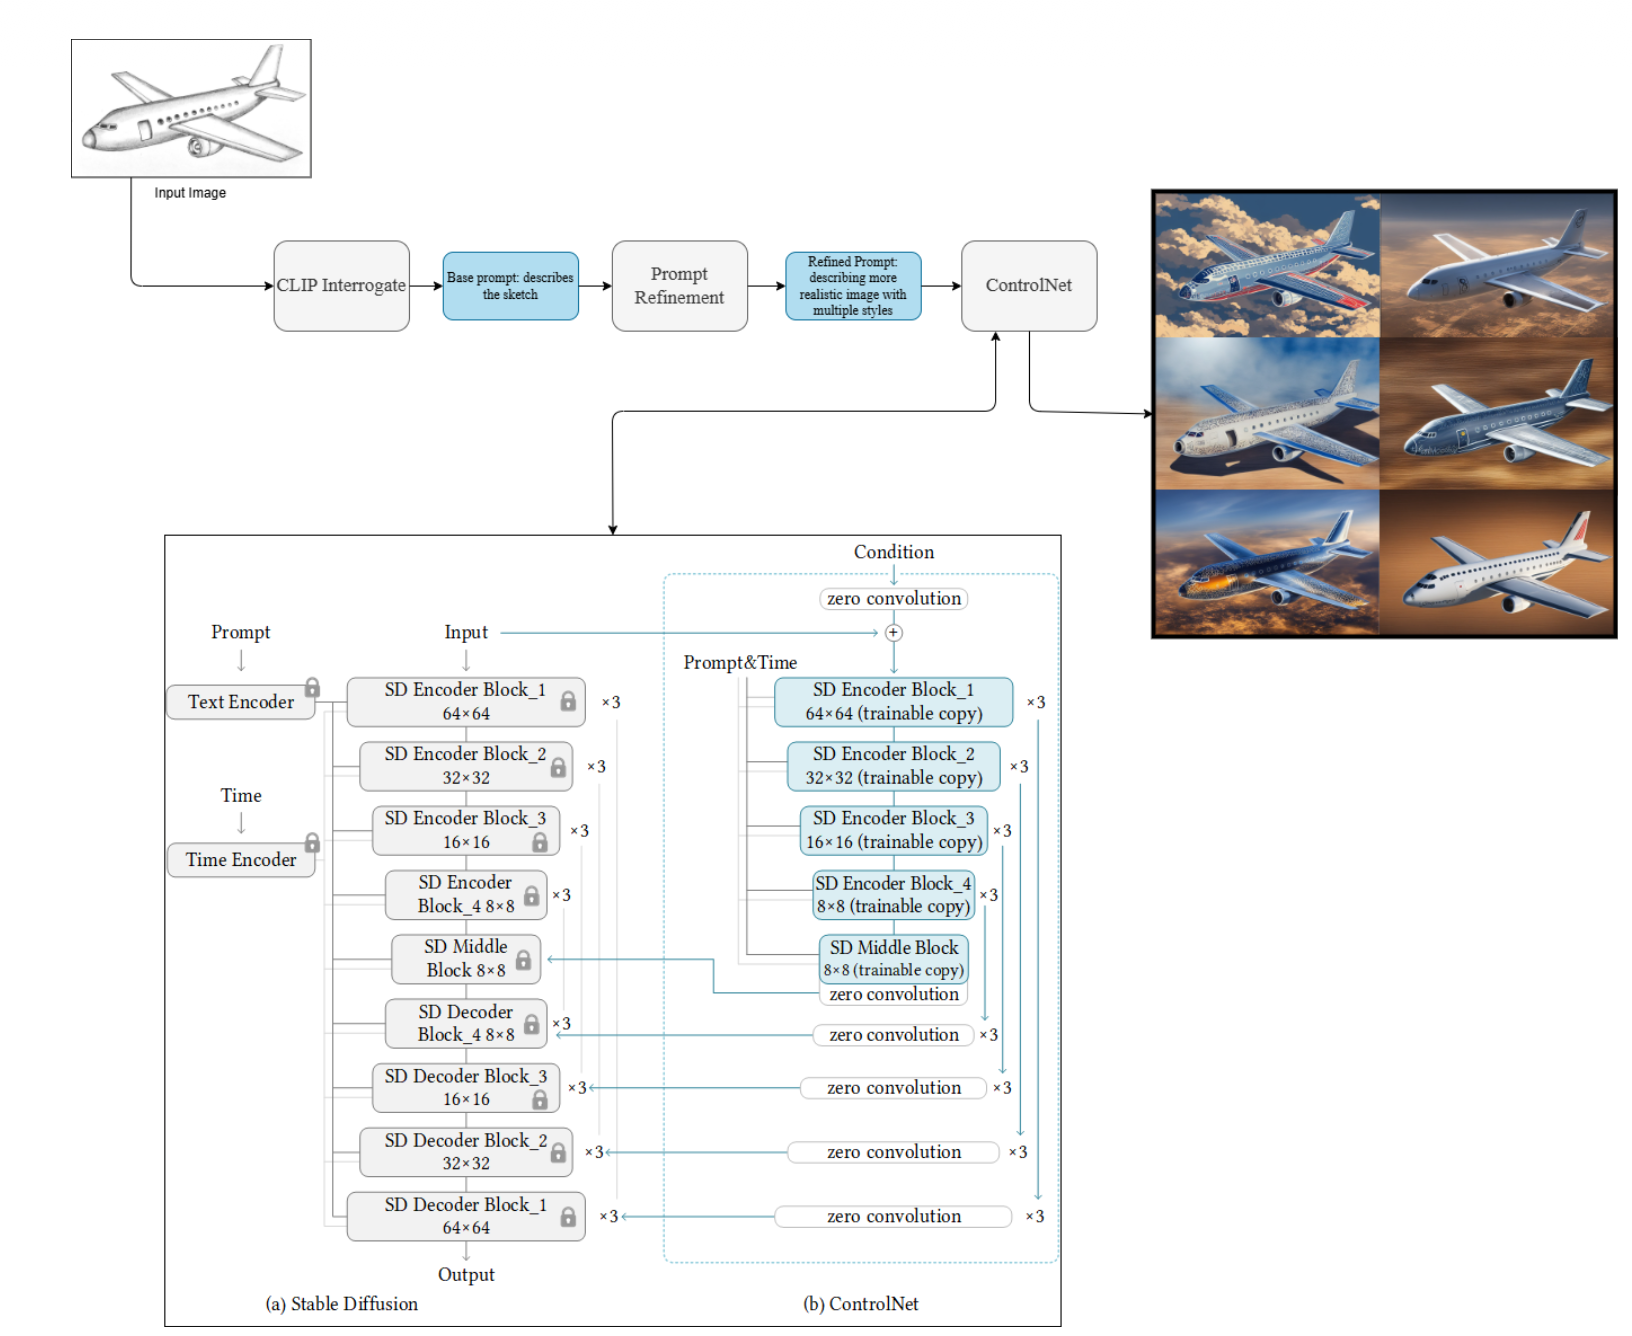 Input Image
CLIP Interrogate
Base prompt: describes
the sketch
Prompt
Refinement
Refined Prompt:
describing more
realistic image with
multiple styles
ControlNet
Condition
zero convolution
Prompt
Input
+
Prompt&Time
Text Encoder
SD Encoder Block_1
64×64
×3
SD Encoder Block_1
64×64 (trainable copy)
×3
SD Encoder Block_2
32×32
×3
SD Encoder Block_2
32×32 (trainable copy)
×3
Time
SD Encoder Block_3
16×16
×3
SD Encoder Block_3
16×16 (trainable copy)
×3
Time Encoder
SD Encoder
Block_4 8×8
×3
SD Encoder Block_4
8×8 (trainable copy)
×3
SD Middle
Block 8×8
SD Middle Block
8×8 (trainable copy)
zero convolution
SD Decoder
Block_4 8×8
×3
zero convolution
×3
SD Decoder Block_3
16×16
×3
zero convolution
×3
SD Decoder Block_2
32×32
×3
zero convolution
×3
SD Decoder Block_1
64×64
×3
zero convolution
×3
Output
(a) Stable Diffusion
(b) ControlNet